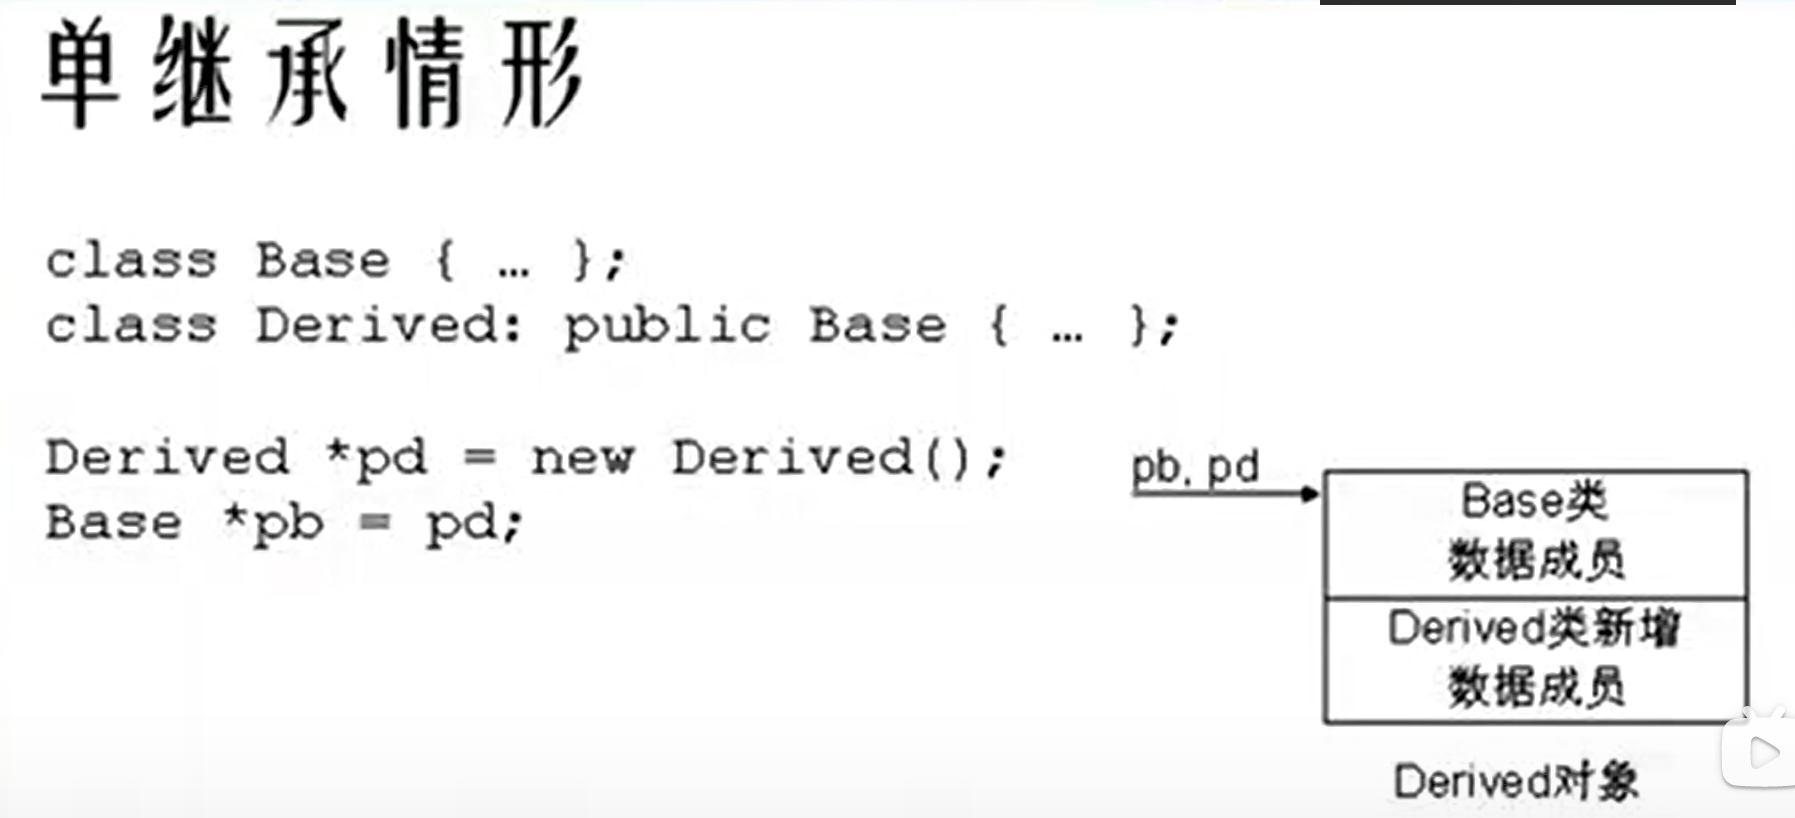 单继承情形
class Base { … };
class Derived: public Base { … };
Derived *pd = new Derived();
Base *pb = pd;
pb, pd
Base类
数据成员
Derived类新增
数据成员
Derived对象